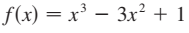 f(x) = x³ − 3x² + 1